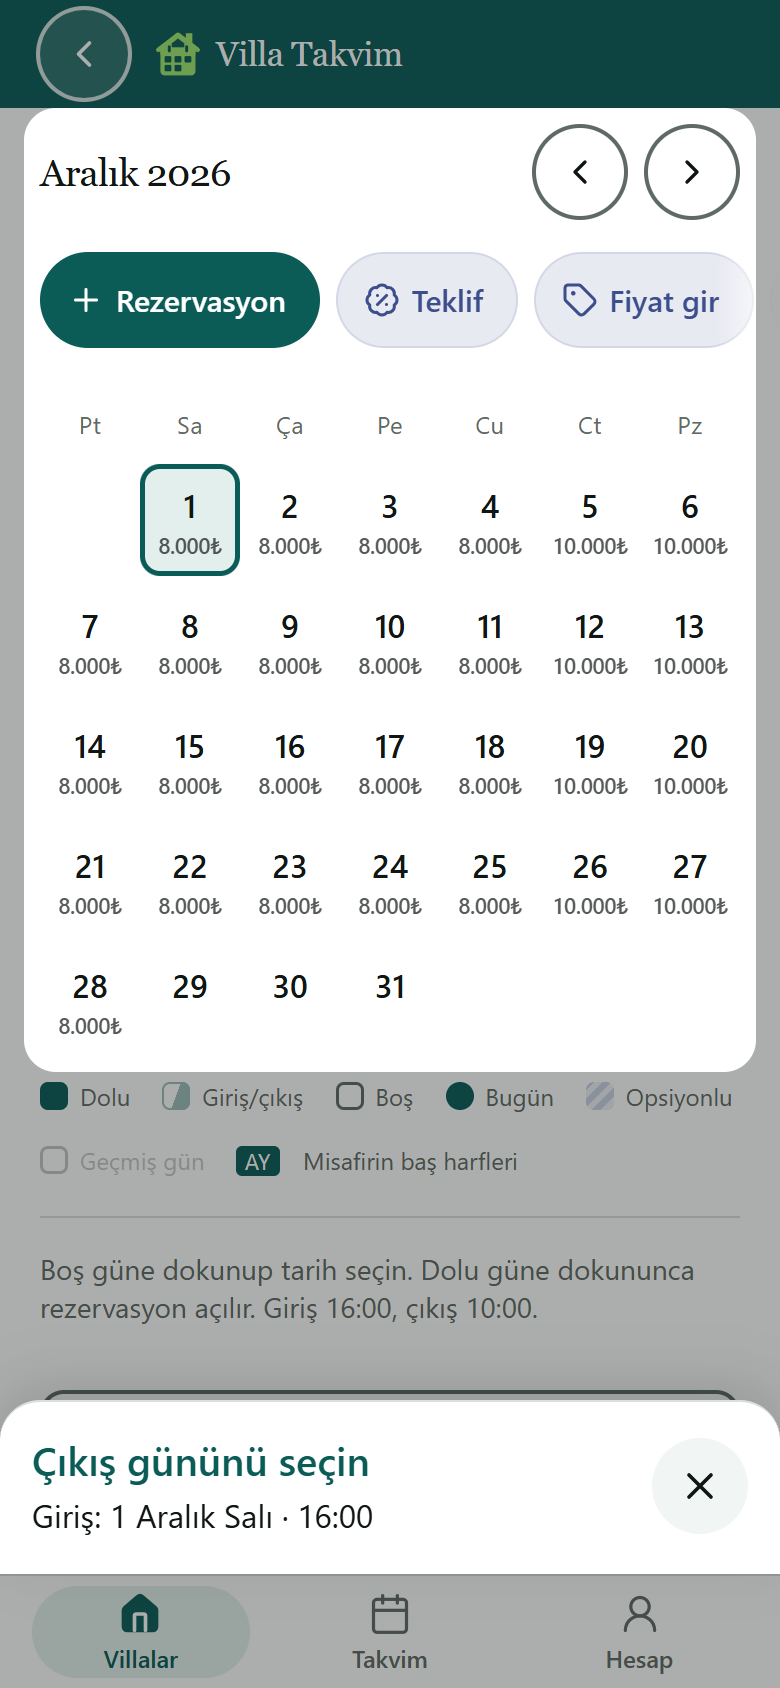 Villa Takvim
Aralık 2026
Rezervasyon
Teklif
Fiyat gir
Pt Sa Ça Pe Cu Ct Pz
1 2 3 4 5 6
8.000₺ 8.000₺ 8.000₺ 8.000₺ 10.000₺ 10.000₺
7 8 9 10 11 12 13
8.000₺ 8.000₺ 8.000₺ 8.000₺ 8.000₺ 10.000₺ 10.000₺
14 15 16 17 18 19 20
8.000₺ 8.000₺ 8.000₺ 8.000₺ 8.000₺ 10.000₺ 10.000₺
21 22 23 24 25 26 27
8.000₺ 8.000₺ 8.000₺ 8.000₺ 8.000₺ 10.000₺ 10.000₺
28 29 30 31
8.000₺
Dolu Giriş/çıkış Boş Bugün Opsiyonlu
Geçmiş gün AY Misafirin baş harfleri
Boş güne dokunup tarih seçin. Dolu güne dokununca
rezervasyon açılır. Giriş 16:00, çıkış 10:00.
Çıkış gününü seçin
Giriş: 1 Aralık Salı · 16:00
Villalar Takvim Hesap